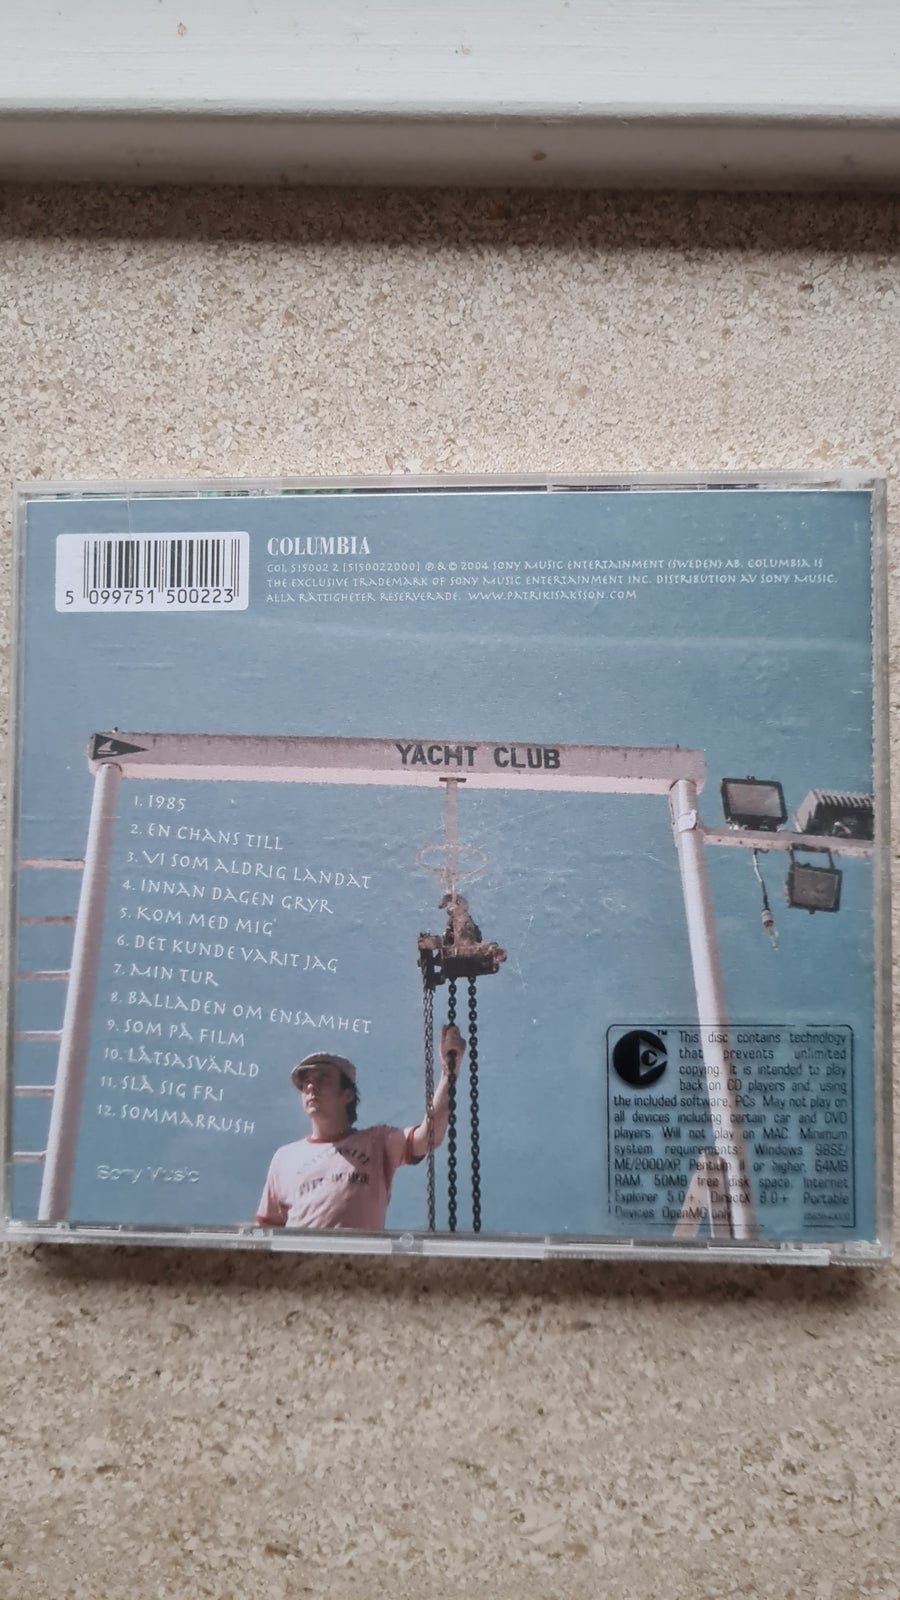 COLUMBIA
COL 515002 2 [5150022000] ℗ & © 2004 SONY MUSIC ENTERTAINMENT (SWEDEN) AB. COLUMBIA IS
THE EXCLUSIVE TRADEMARK OF SONY MUSIC ENTERTAINMENT INC. DISTRIBUTION AV SONY MUSIC.
ALLA RÄTTIGHETER RESERVERADE. WWW.PATRIKISAKSSON.COM
5 099751 500223
YACHT CLUB
1. 1985
2. EN CHANS TILL
3. VI SOM ALDRIG LANDAT
4. INNAN DAGEN GRYR
5. KOM MED MIG
6. DET KUNDE VARIT JAG
7. MIN TUR
8. BALLADEN OM ENSAMHET
9. SOM PÅ FILM
10. LÅTSASVÄRLD
11. SLÅ SIG FRI
12. SOMMARRUSH
Sony Music
TM
This disc contains technology
that prevents unlimited
copying. It is intended to play
back on CD players and, using
the included software, PCs. May not play on
all devices including certain car and DVD
players. Will not play on MAC. Minimum
system requirements: Windows 98SE/
ME/2000/XP, Pentium II or higher, 64MB
RAM, 50MB free disk space, Internet
Explorer 5.0+, DirectX 8.0+ Portable
Devices OpenMG only